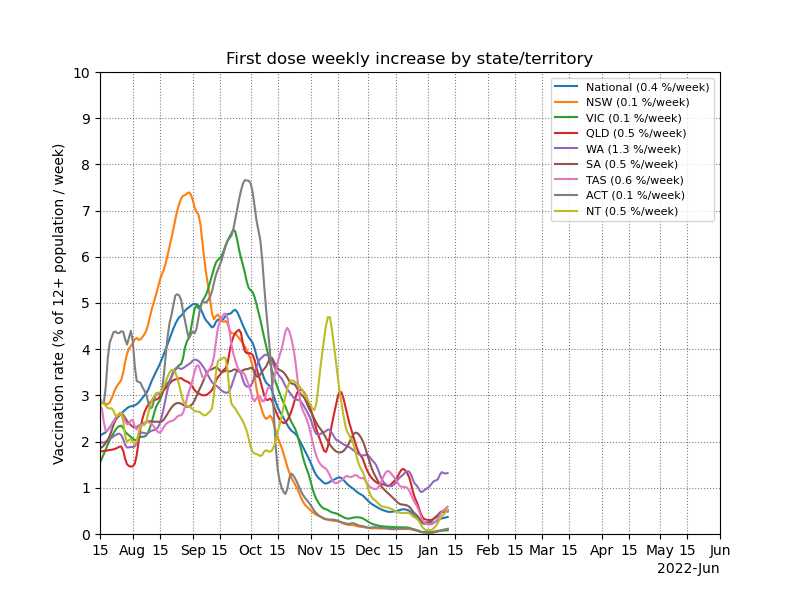 First dose weekly increase by state/territory
Vaccination rate (% of 12+ population / week)
10
9
8
7
6
5
4
3
2
1
0
National (0.4 %/week)
NSW (0.1 %/week)
VIC (0.1 %/week)
QLD (0.5 %/week)
WA (1.3 %/week)
SA (0.5 %/week)
TAS (0.6 %/week)
ACT (0.1 %/week)
NT (0.5 %/week)
15 Aug 15 Sep 15 Oct 15 Nov 15 Dec 15 Jan 15 Feb 15 Mar 15 Apr 15 May 15 Jun
2022-Jun